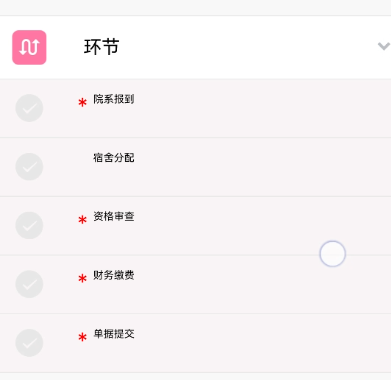 环节
* 院系报到
宿舍分配
* 资格审查
* 财务缴费
* 单据提交